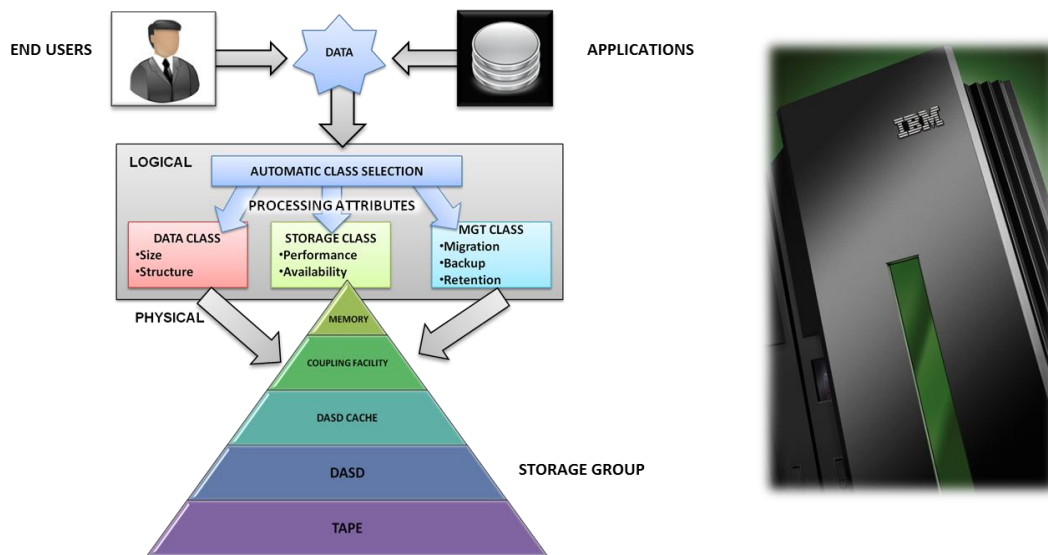 END USERS
DATA
APPLICATIONS
IBM
LOGICAL
AUTOMATIC CLASS SELECTION
PROCESSING ATTRIBUTES
DATA CLASS
•Size
•Structure
STORAGE CLASS
•Performance
•Availability
MGT CLASS
•Migration
•Backup
•Retention
PHYSICAL
MEMORY
COUPLING FACILITY
DASD CACHE
DASD
STORAGE GROUP
TAPE